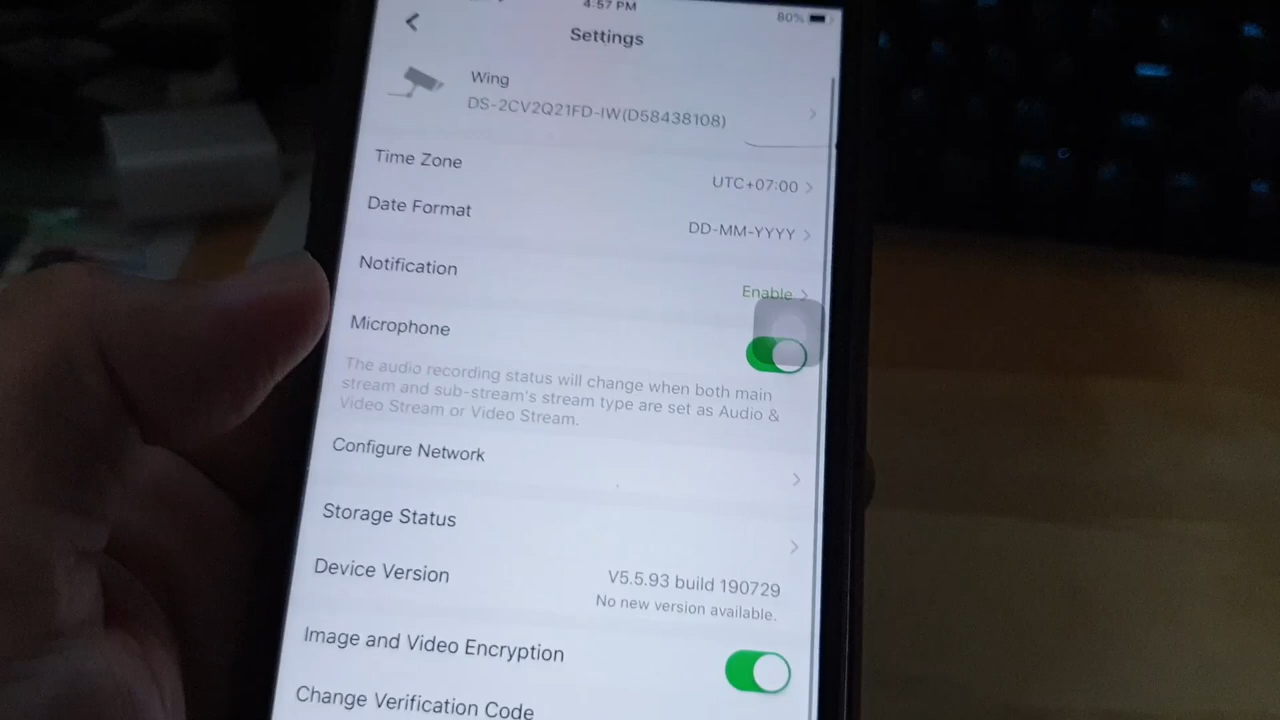 4:57 PM
80%
Settings
Wing
DS-2CV2Q21FD-IW(D58438108)
Time Zone
UTC+07:00
Date Format
DD-MM-YYYY
Notification
Enable
Microphone
The audio recording status will change when both main
stream and sub-stream's stream type are set as Audio &
Video Stream or Video Stream.
Configure Network
Storage Status
Device Version
V5.5.93 build 190729
No new version available.
Image and Video Encryption
Change Verification Code